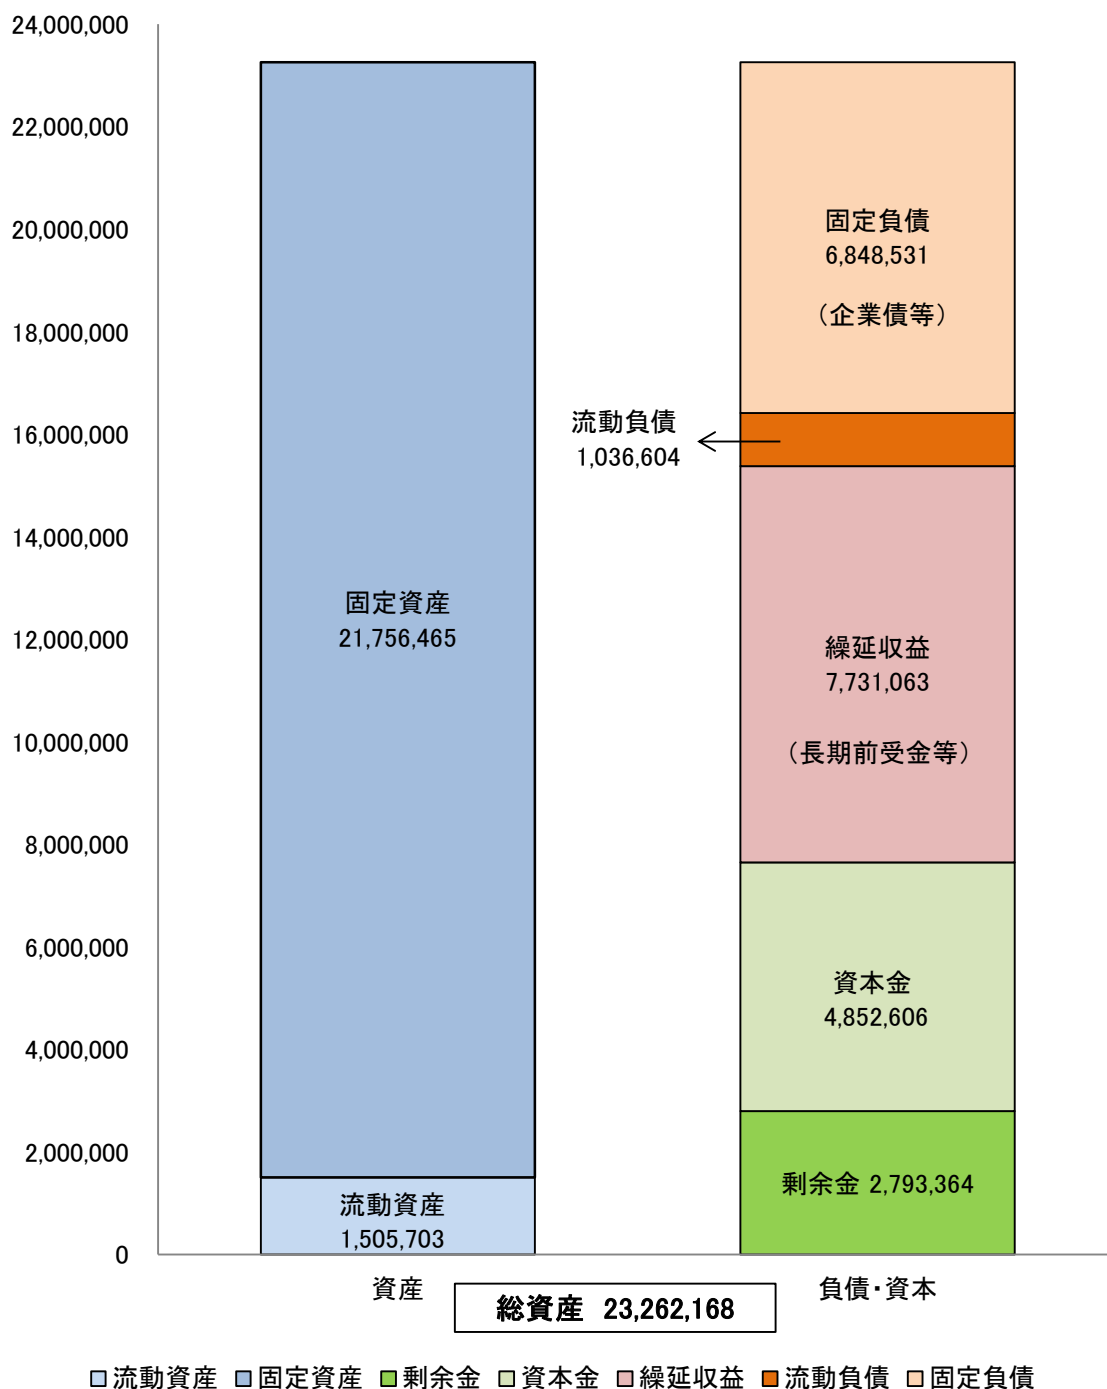 24,000,000
22,000,000
20,000,000
18,000,000
16,000,000
14,000,000
12,000,000
10,000,000
8,000,000
6,000,000
4,000,000
2,000,000
0
固定資産
21,756,465
流動資産
1,505,703
固定負債
6,848,531
（企業債等）
流動負債
1,036,604
繰延収益
7,731,063
（長期前受金等）
資本金
4,852,606
剰余金 2,793,364
資産
負債・資本
総資産 23,262,168
流動資産 固定資産 剰余金 資本金 繰延収益 流動負債 固定負債